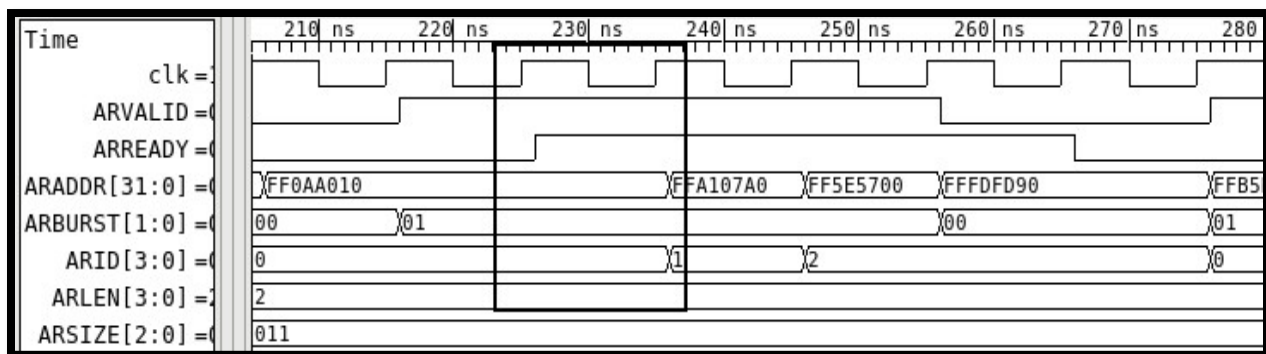 Time 210 ns 220 ns 230 ns 240 ns 250 ns 260 ns 270 ns 280
clk =
ARVALID =
ARREADY =
ARADDR[31:0] = FF0AA010 FFA107A0 FF5E5700 FFFDFD90 FFB5
ARBURST[1:0] = 00 01 00 01
ARID[3:0] = 0 1 2 0
ARLEN[3:0] = 2
ARSIZE[2:0] = 011